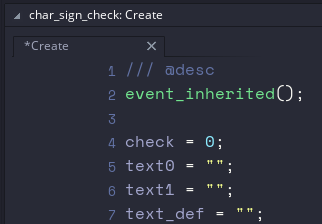 char_sign_check: Create
*Create
1 /// @desc
2 event_inherited();
3
4 check = 0;
5 text0 = "";
6 text1 = "";
7 text_def = "";